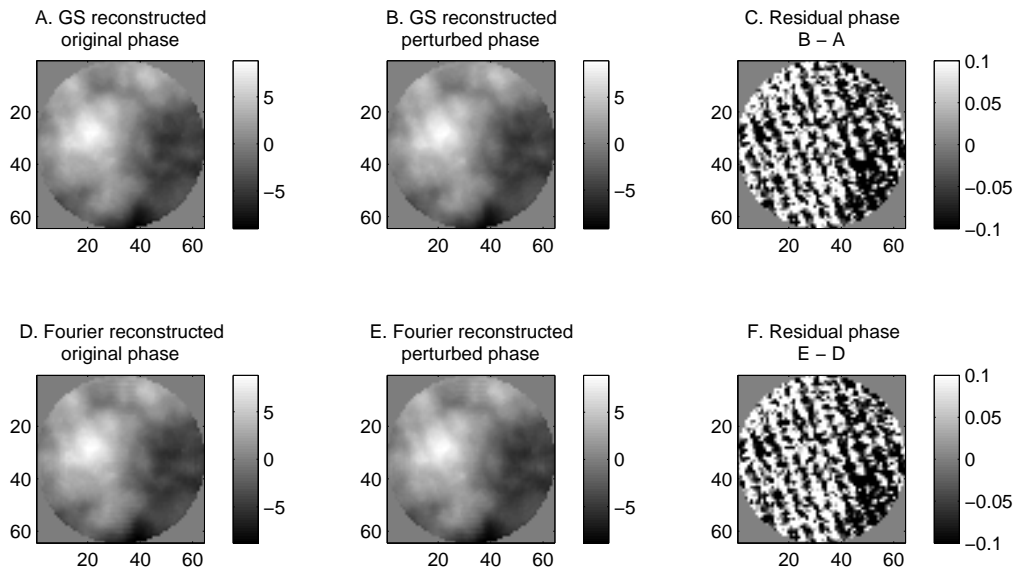 A. GS reconstructed
original phase
B. GS reconstructed
perturbed phase
C. Residual phase
B − A
20
40
60
20 40 60
5
0
−5
20
40
60
20 40 60
5
0
−5
20
40
60
20 40 60
0.1
0.05
0
−0.05
−0.1
D. Fourier reconstructed
original phase
E. Fourier reconstructed
perturbed phase
F. Residual phase
E − D
20
40
60
20 40 60
5
0
−5
20
40
60
20 40 60
5
0
−5
20
40
60
20 40 60
0.1
0.05
0
−0.05
−0.1